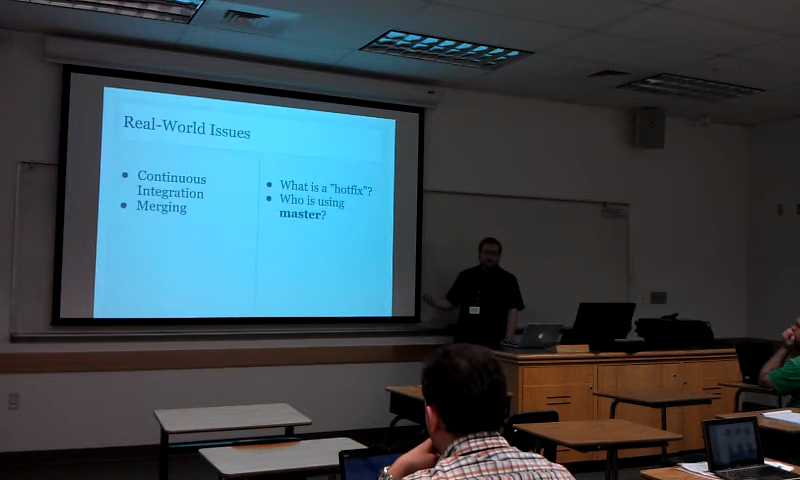 Real-World Issues
● Continuous
Integration
● Merging
● What is a "hotfix"?
● Who is using
master?